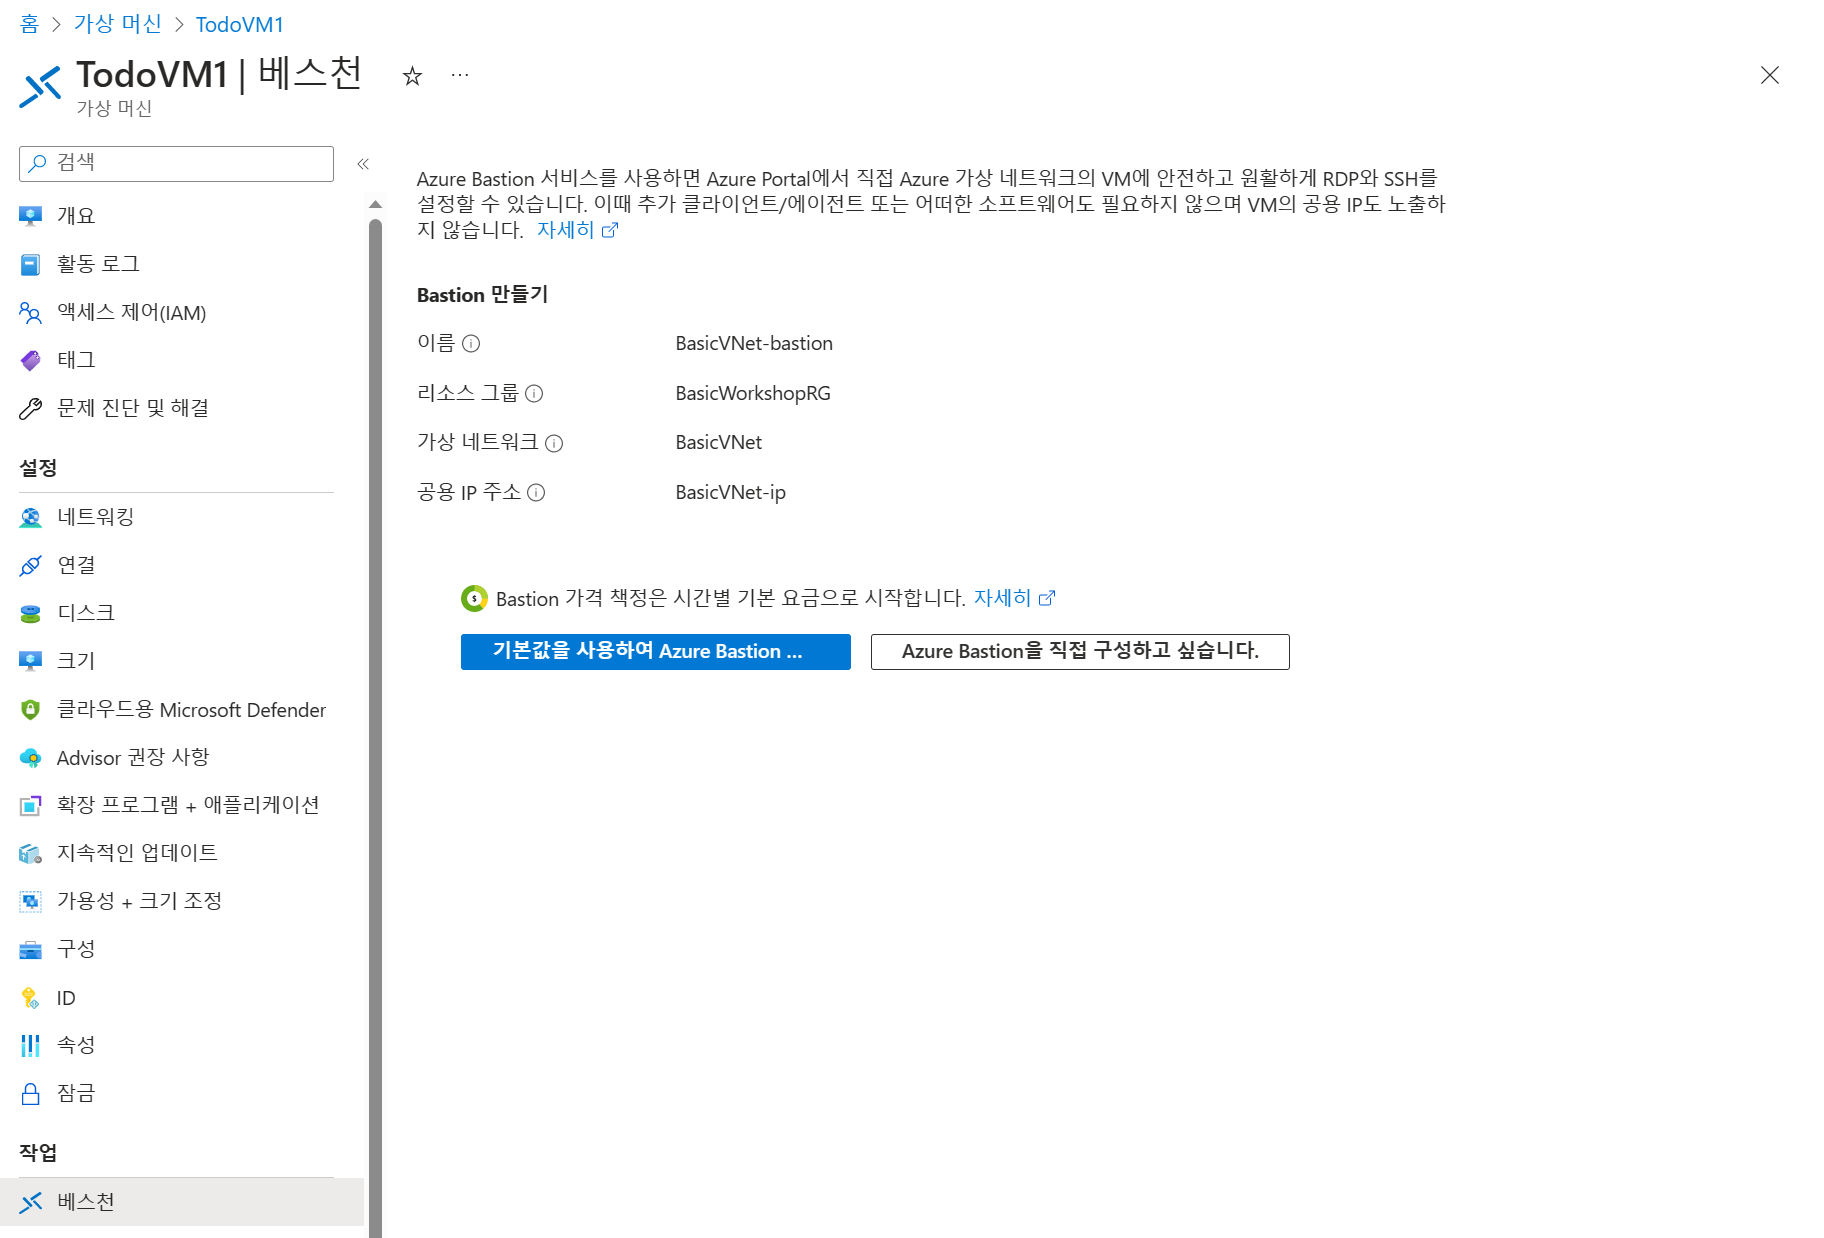 홈 > 가상 머신 > TodoVM1
TodoVM1 | 베스천
가상 머신
검색
개요
활동 로그
액세스 제어(IAM)
태그
문제 진단 및 해결
설정
네트워킹
연결
디스크
크기
클라우드용 Microsoft Defender
Advisor 권장 사항
확장 프로그램 + 애플리케이션
지속적인 업데이트
가용성 + 크기 조정
구성
ID
속성
잠금
작업
베스천
Azure Bastion 서비스를 사용하면 Azure Portal에서 직접 Azure 가상 네트워크의 VM에 안전하고 원활하게 RDP와 SSH를
설정할 수 있습니다. 이때 추가 클라이언트/에이전트 또는 어떠한 소프트웨어도 필요하지 않으며 VM의 공용 IP도 노출하
지 않습니다. 자세히
Bastion 만들기
이름 BasicVNet-bastion
리소스 그룹 BasicWorkshopRG
가상 네트워크 BasicVNet
공용 IP 주소 BasicVNet-ip
Bastion 가격 책정은 시간별 기본 요금으로 시작합니다. 자세히
기본값을 사용하여 Azure Bastion ...
Azure Bastion을 직접 구성하고 싶습니다.